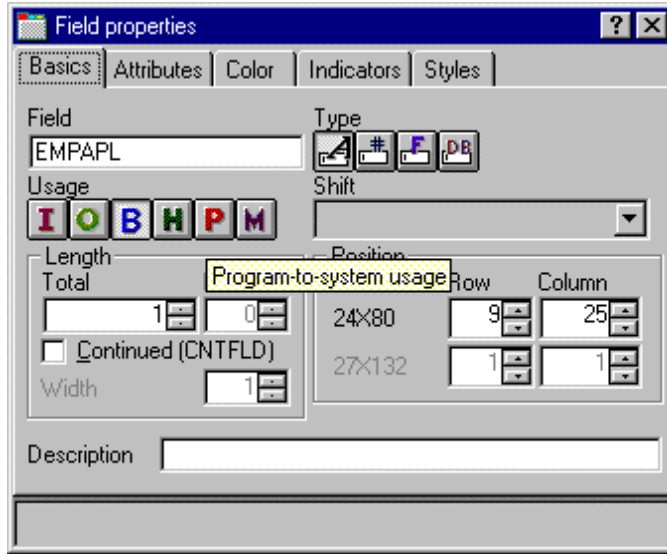 Field properties
Basics Attributes Color Indicators Styles
Field Type
EMPAPL A # F DB
Usage Shift
I O B H P M
Length Position
Program-to-system usage
Total Row Column
1 0 24X80 9 25
Continued (CNTFLD) 27X132 1 1
Width 1
Description